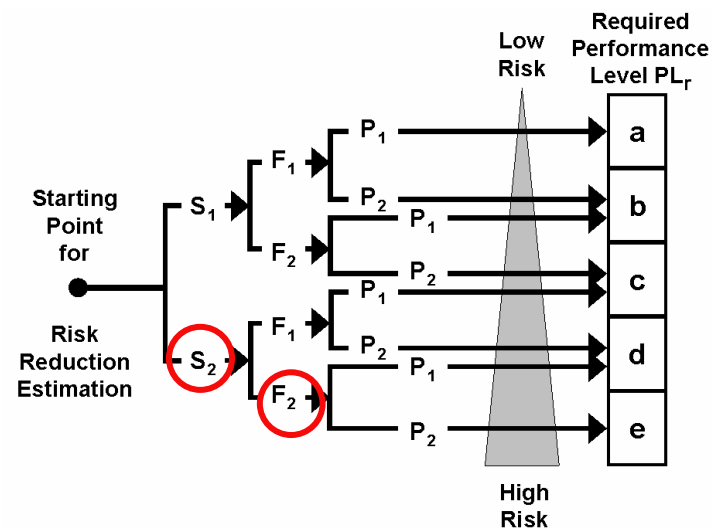 Required
Performance
Level PLr
Low
Risk
P1
a
F1
Starting
Point
for
S1
P2
b
P1
F2
P2
c
P1
Risk
Reduction
Estimation
F1
S2
P2
d
P1
F2
P2
e
High
Risk